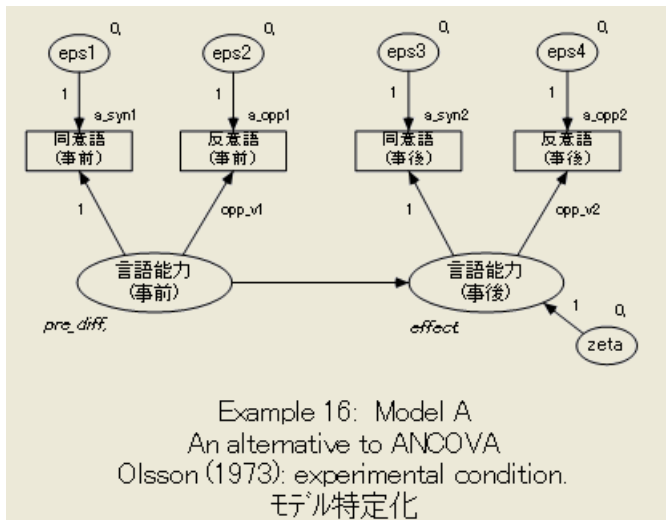 0,
0,
0,
0,
eps1
eps2
eps3
eps4
1
1
1
1
a_syn1
a_opp1
a_syn2
a_opp2
同意語
(事前)
反意語
(事前)
同意語
(事後)
反意語
(事後)
1
opp_v1
1
opp_v2
言語能力
(事前)
言語能力
(事後)
pre_diff,
effect
1
0,
zeta
Example 16: Model A
An alternative to ANCOVA
Olsson (1973): experimental condition.
モデル特定化